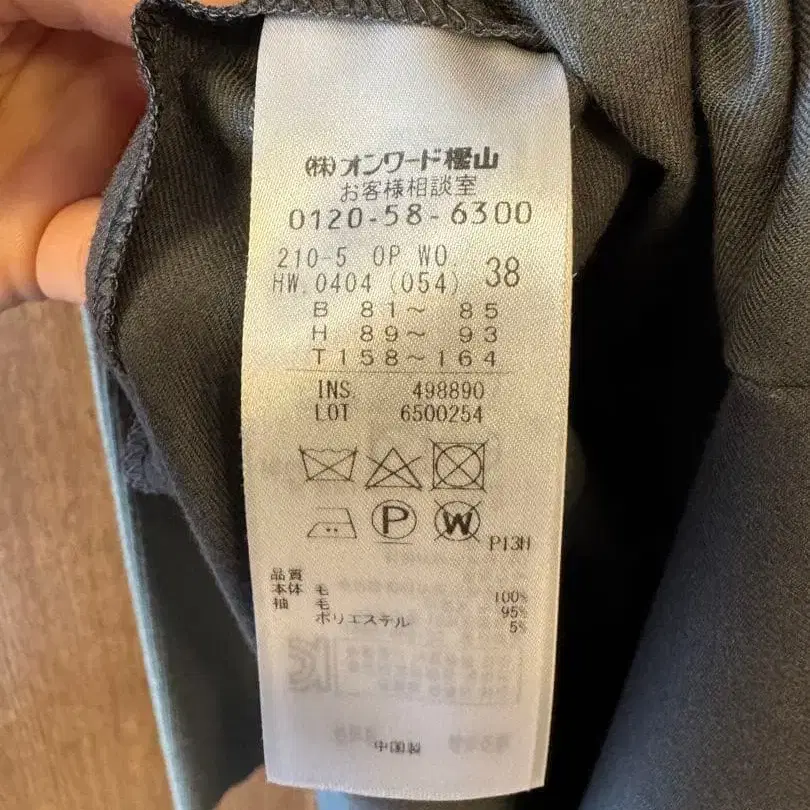 (株)オンワード樫山
お客様相談室
0120-58-6300
210-5 OP WO.
HW.0404 (054) 38
B 81～ 85
H 89～ 93
T158～164
INS. 498890
LOT 6500254
P W
P13H
品質
本体 毛 100%
袖 毛 95%
ポリエステル 5%
中国製